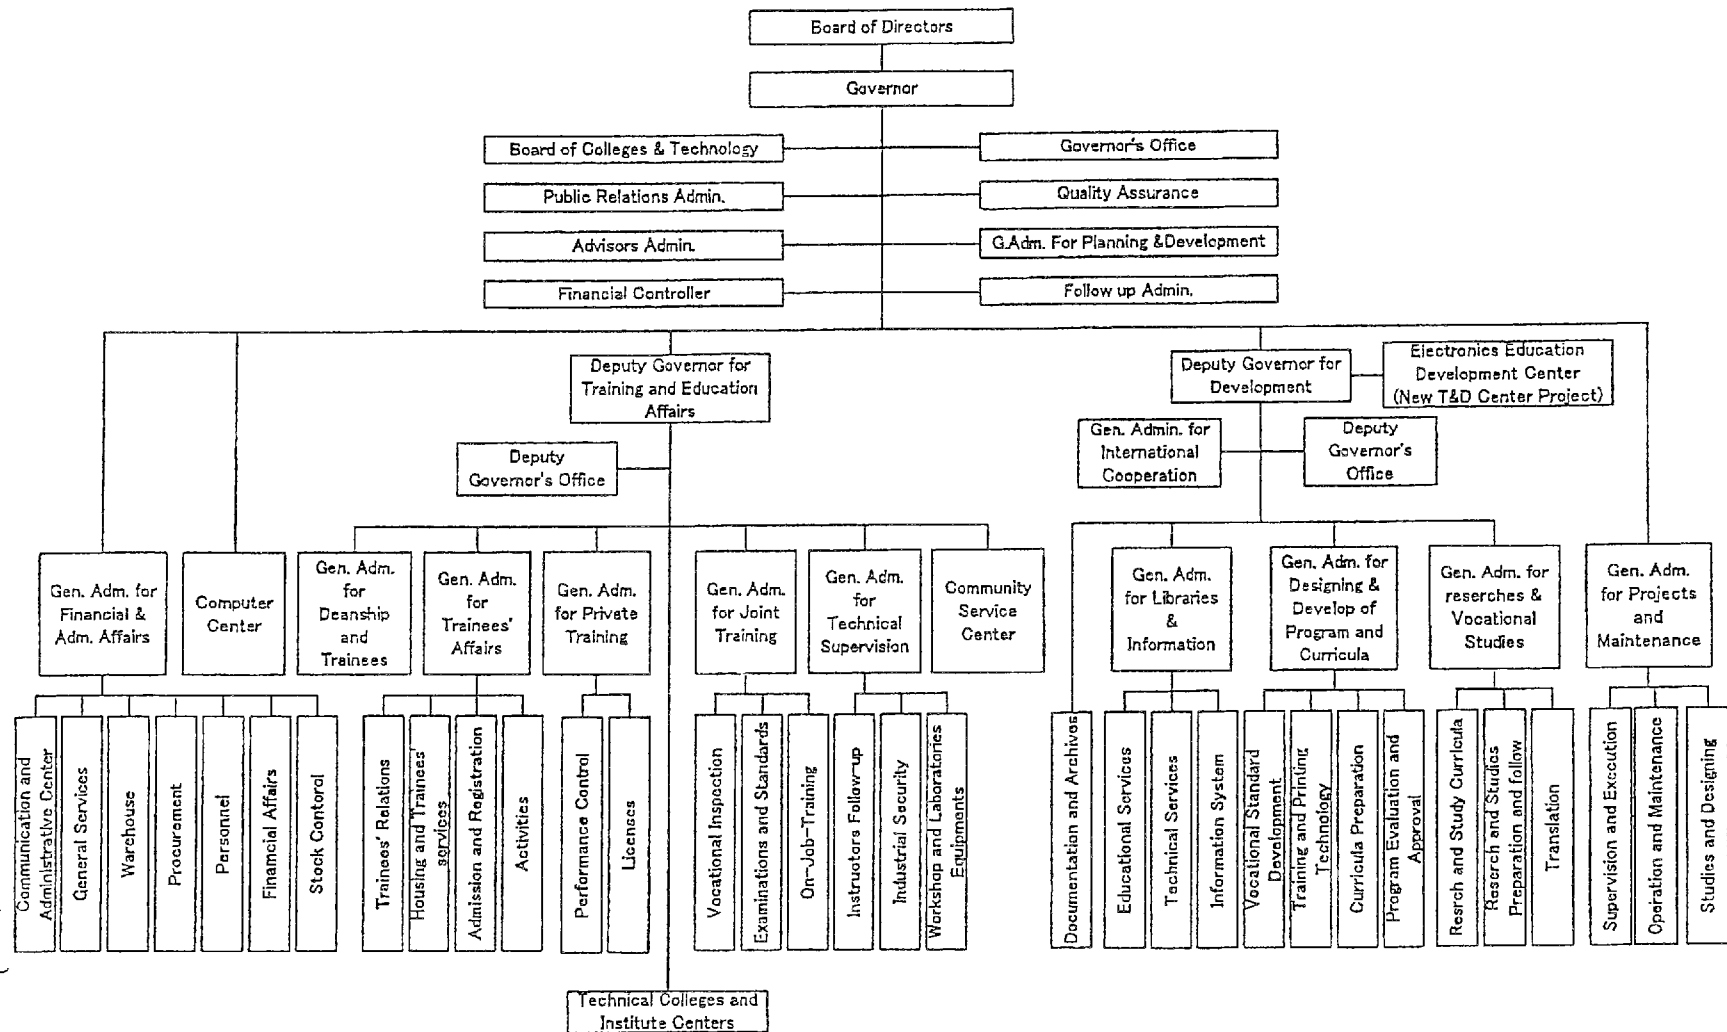 Board of Directors
Governor
Board of Colleges & Technology
Governor's Office
Public Relations Admin.
Quality Assurance
Advisors Admin.
G.Adm. For Planning &Development
Financial Controller
Follow up Admin.
Deputy Governor for
Training and Education
Affairs
Deputy Governor for
Development
Electronics Education
Development Center
(New T&D Center Project)
Deputy
Governor's Office
Gen. Admin. for
International
Cooperation
Deputy
Governor's
Office
Gen. Adm. for
Financial &
Adm. Affairs
Computer
Center
Gen. Adm.
for
Deanship
and
Trainees
Gen. Adm.
for
Trainees'
Affairs
Gen. Adm.
for Private
Training
Gen. Adm.
for Joint
Training
Gen. Adm.
for
Technical
Supervision
Community
Service
Center
Gen. Adm.
for Libraries
&
Information
Gen. Adm. for
Designing &
Develop of
Program and
Curricula
Gen. Adm. for
reserches &
Vocational
Studies
Gen. Adm.
for Projects
and
Maintenance
Communication and
Administrative Center
General Services
Warehouse
Procurement
Personnel
Financial Affairs
Stock Contorol
Trainees' Relations
Housing and Trainees'
services
Admission and Registration
Activities
Performance Control
Licenses
Vocational Inspection
Examinations and Standards
On-Job-Training
Instructors Follow-up
Industrial Security
Workshop and Laboratories
Equipments
Documentation and Archives
Educational Services
Technical Services
Information System
Vocational Standard
Development
Training and Printing
Technology
Curricula Preparation
Program Evaluation and
Approval
Resrch and Study Curricula
Reserch and Studies
Preparation and follow
Translation
Supervision and Execution
Operation and Maintenance
Studies and Designing
Technical Colleges and
Institute Centers